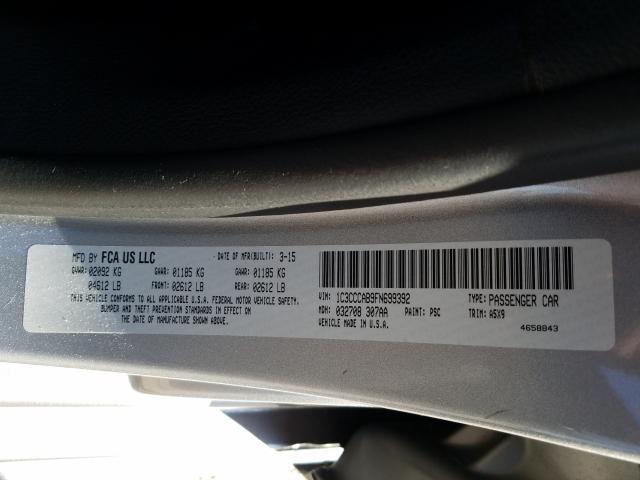 MFD BY FCA US LLC DATE OF MFR(BUILT): 3-15
GVWR: 02092 KG GAWR: 01185 KG GAWR: 01185 KG
04612 LB FRONT: 02612 LB REAR: 02612 LB
THIS VEHICLE CONFORMS TO ALL APPLICABLE U.S.A. FEDERAL MOTOR VEHICLE SAFETY,
BUMPER AND THEFT PREVENTION STANDARDS IN EFFECT ON
THE DATE OF MANUFACTURE SHOWN ABOVE.
VIN: 1C3CCCAB9FN699392 TYPE: PASSENGER CAR
MDH: 032708 307AA PAINT: PSC TRIM: A5X9
VEHICLE MADE IN U.S.A. 4658843